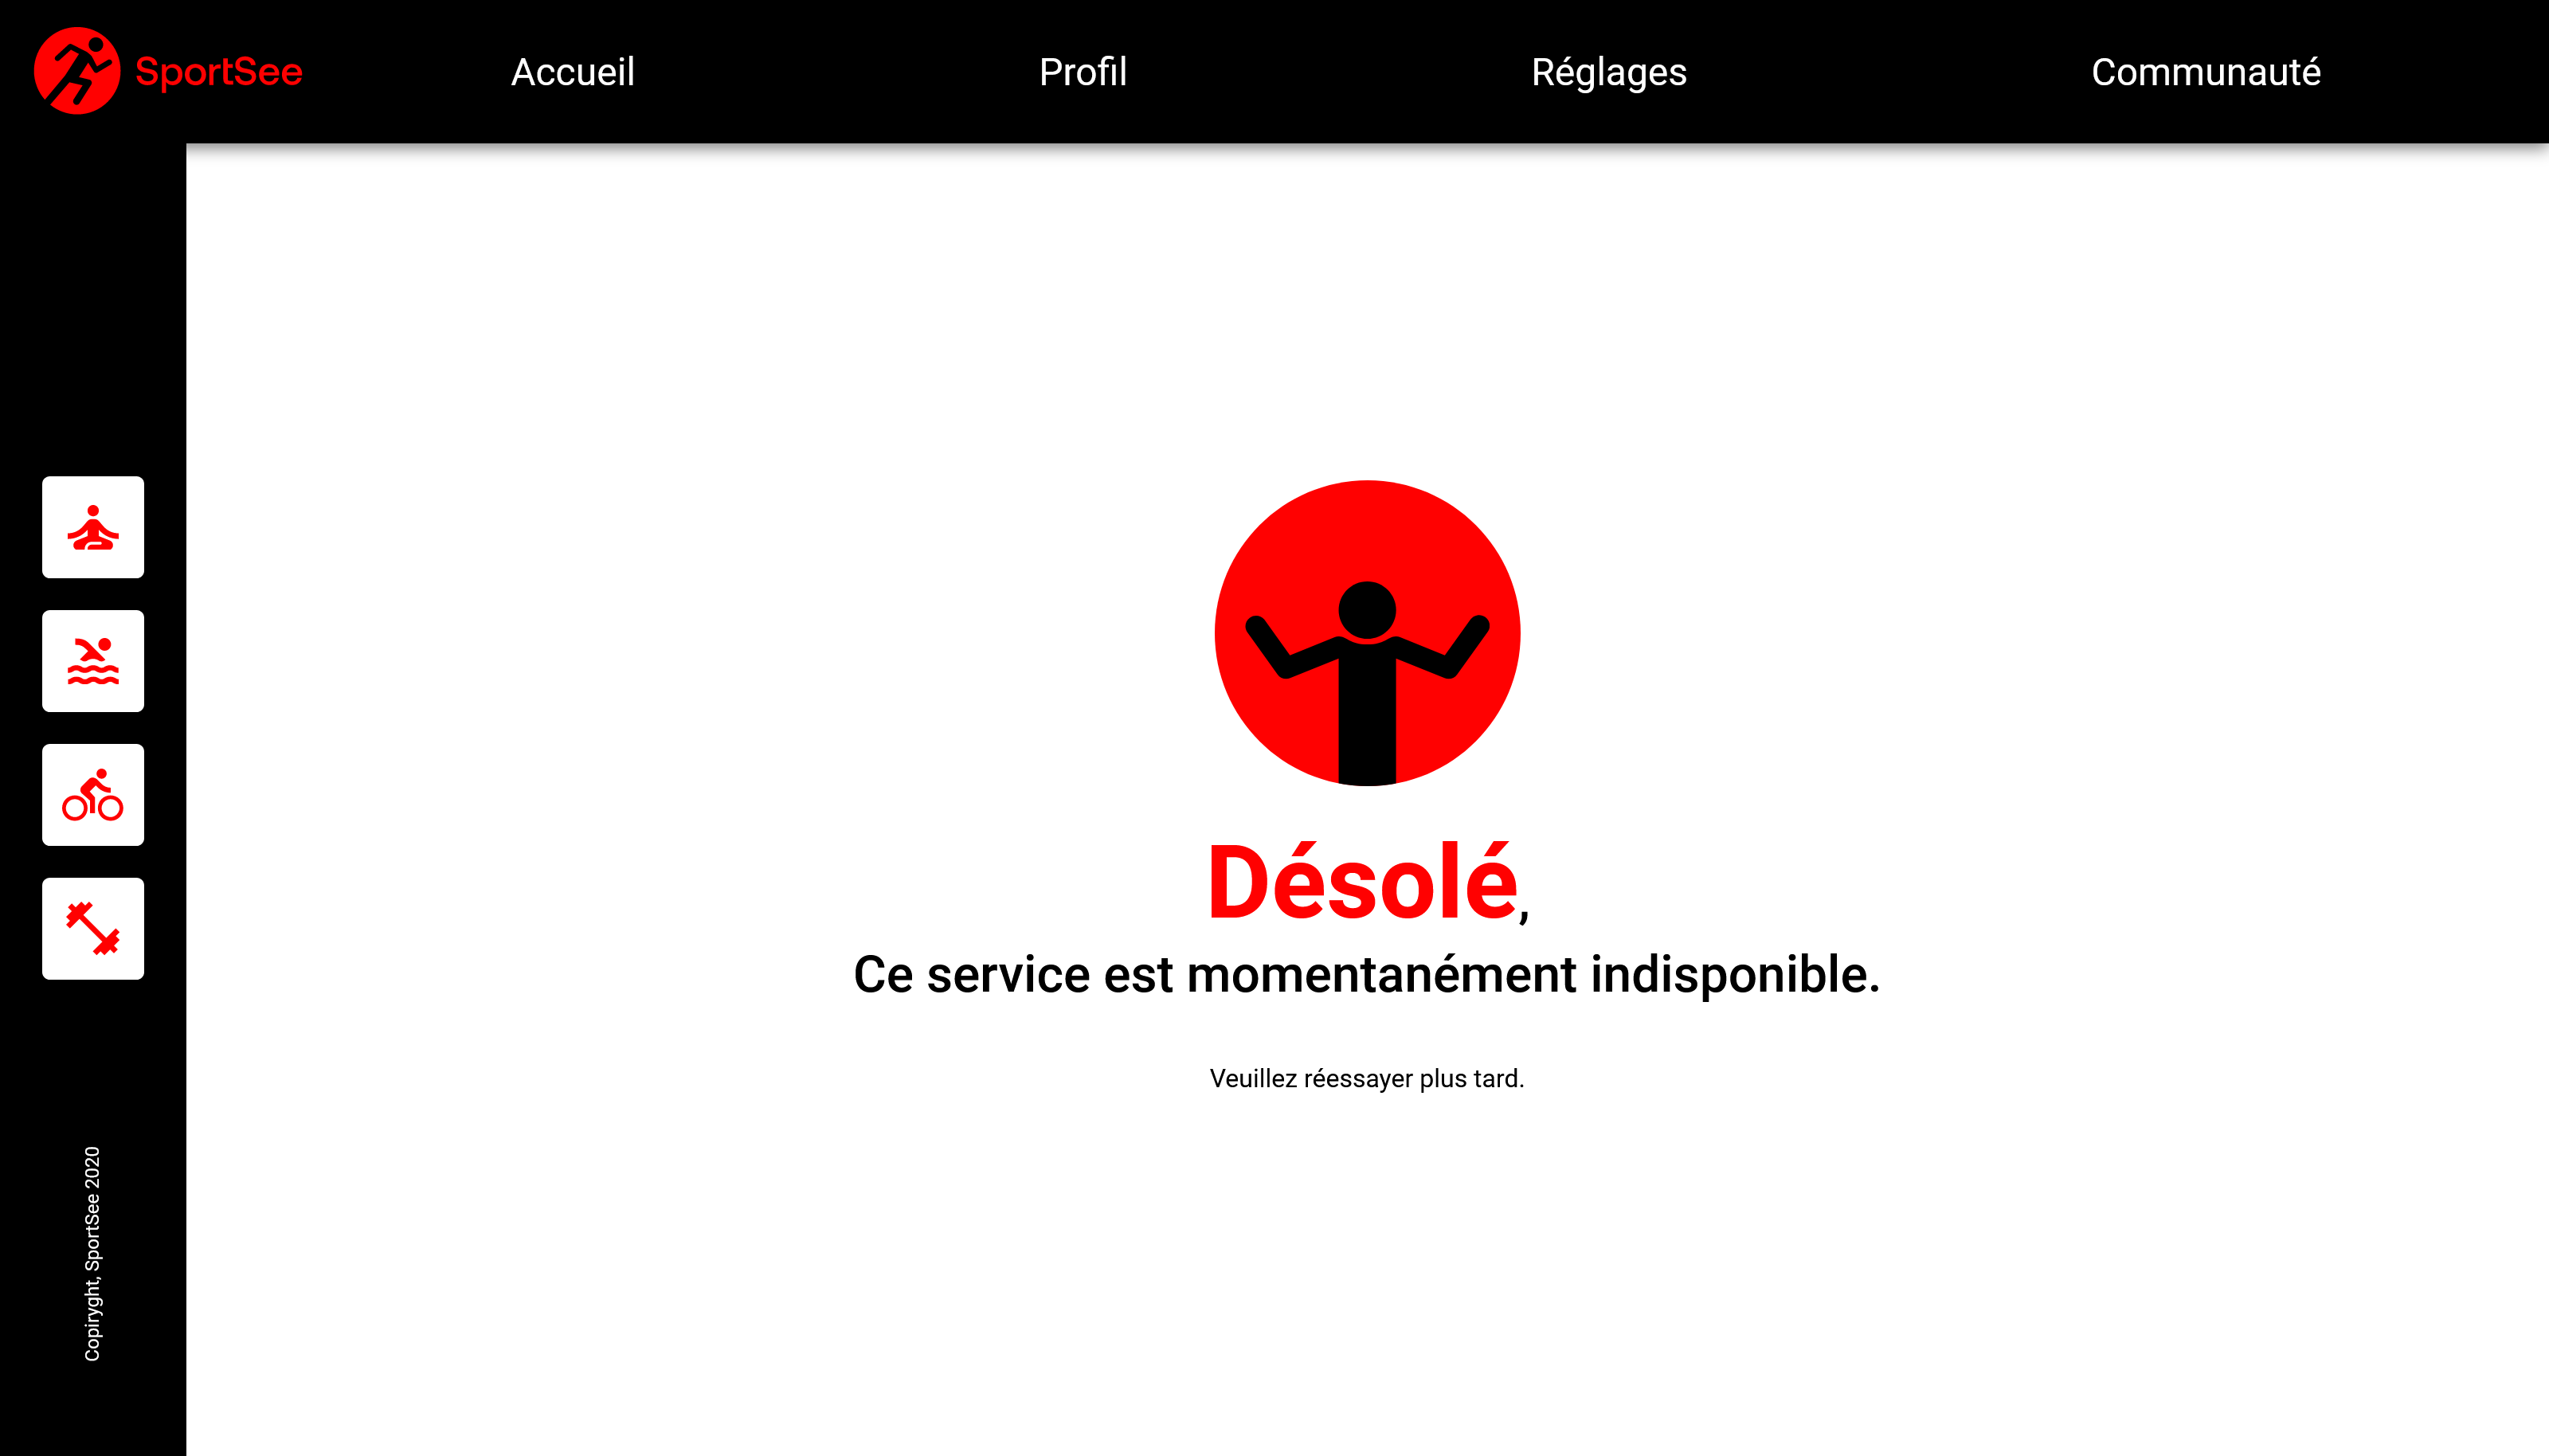 SportSee
Accueil
Profil
Réglages
Communauté
Désolé,
Ce service est momentanément indisponible.
Veuillez réessayer plus tard.
Copiryght, SportSee 2020